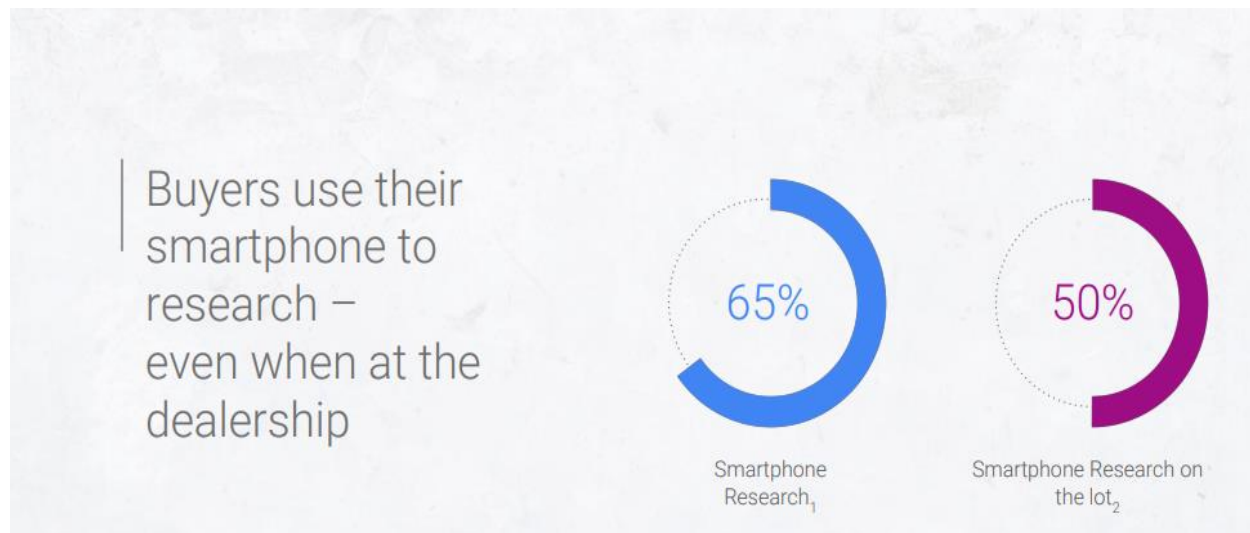 Buyers use their
smartphone to
research –
even when at the
dealership
65%
Smartphone
Research1
50%
Smartphone Research on
the lot2